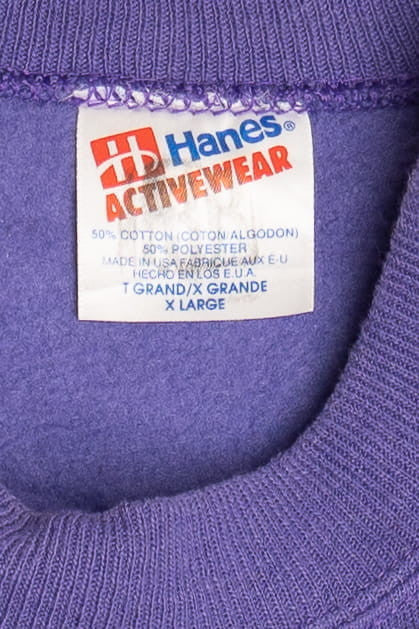 Hanes®
ACTIVEWEAR
50% COTTON (COTON/ALGODON)
50% POLYESTER
MADE IN USA FABRIQUE AUX É-U
HECHO EN LOS E.U.A.
T GRAND/X GRANDE
X LARGE